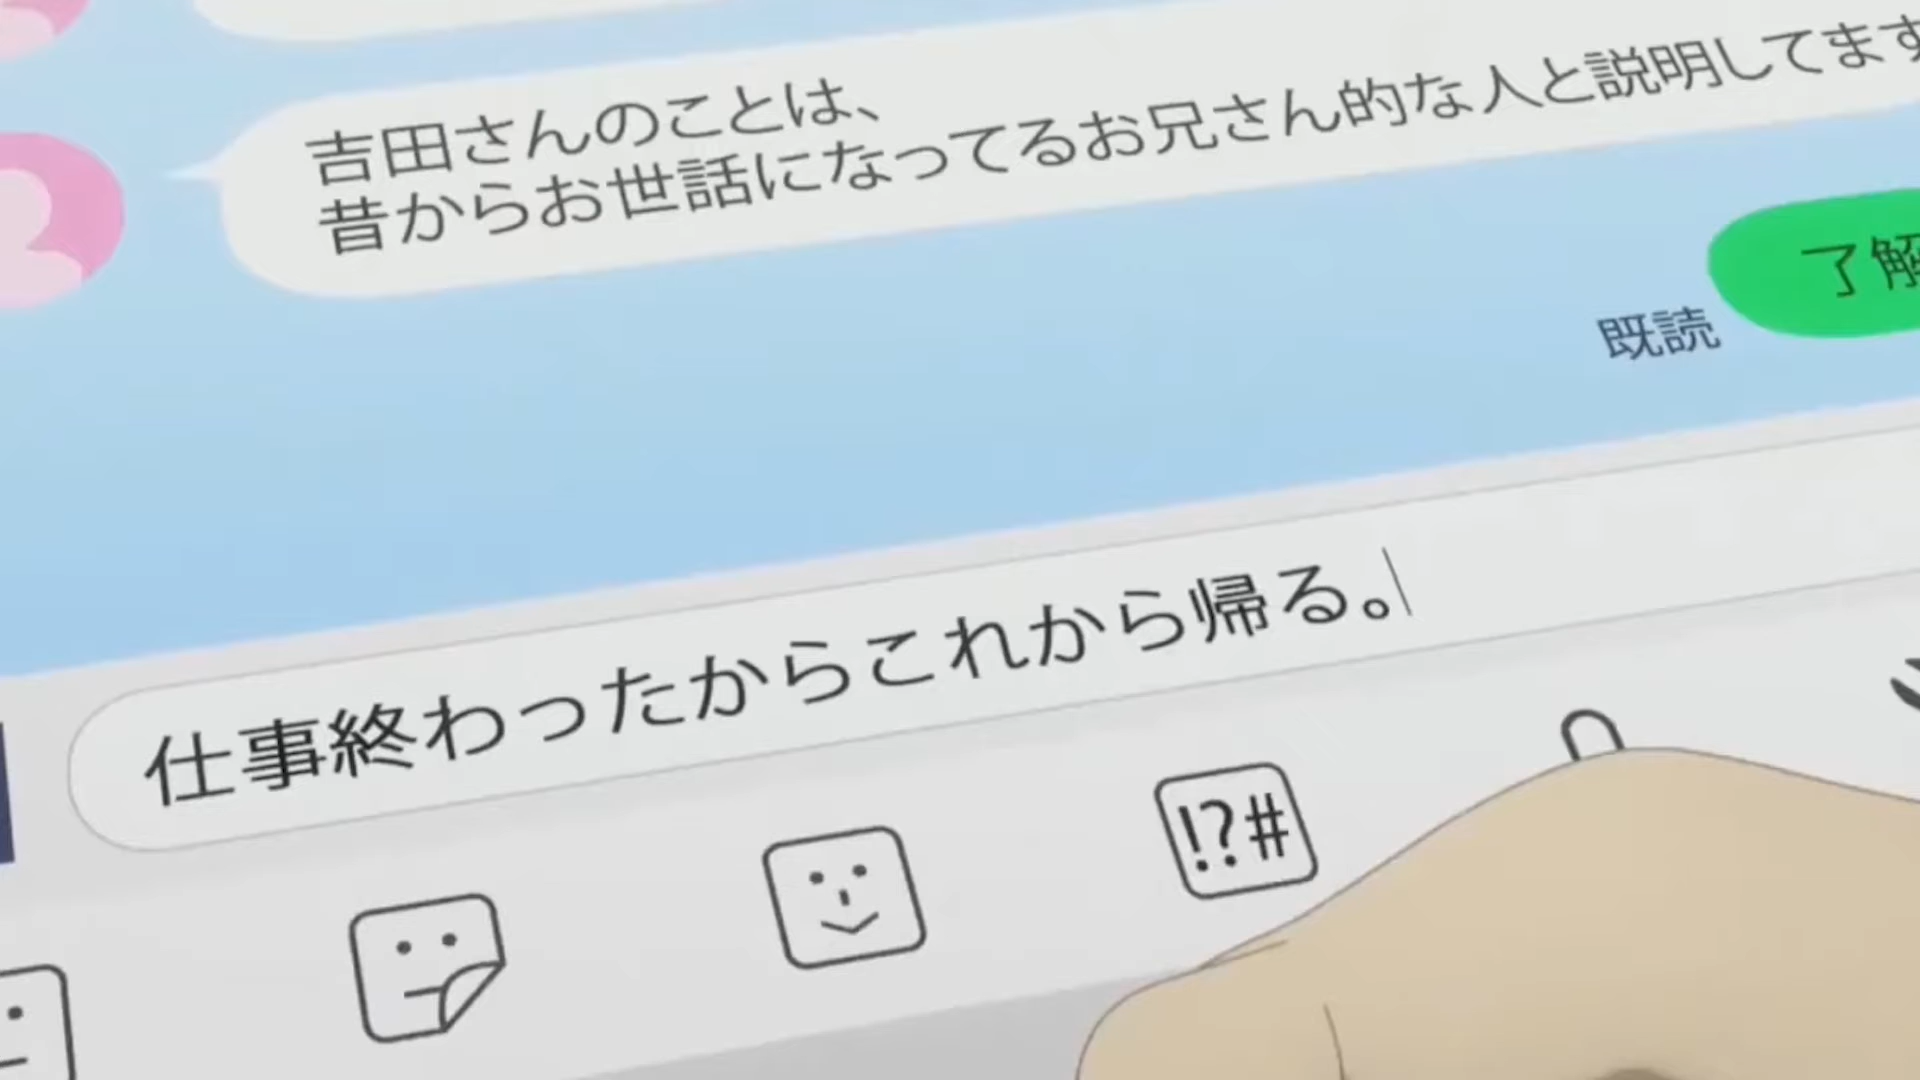 吉田さんのことは、
昔からお世話になってるお兄さん的な人と説明してます
了解
既読
仕事終わったからこれから帰る。
!?#